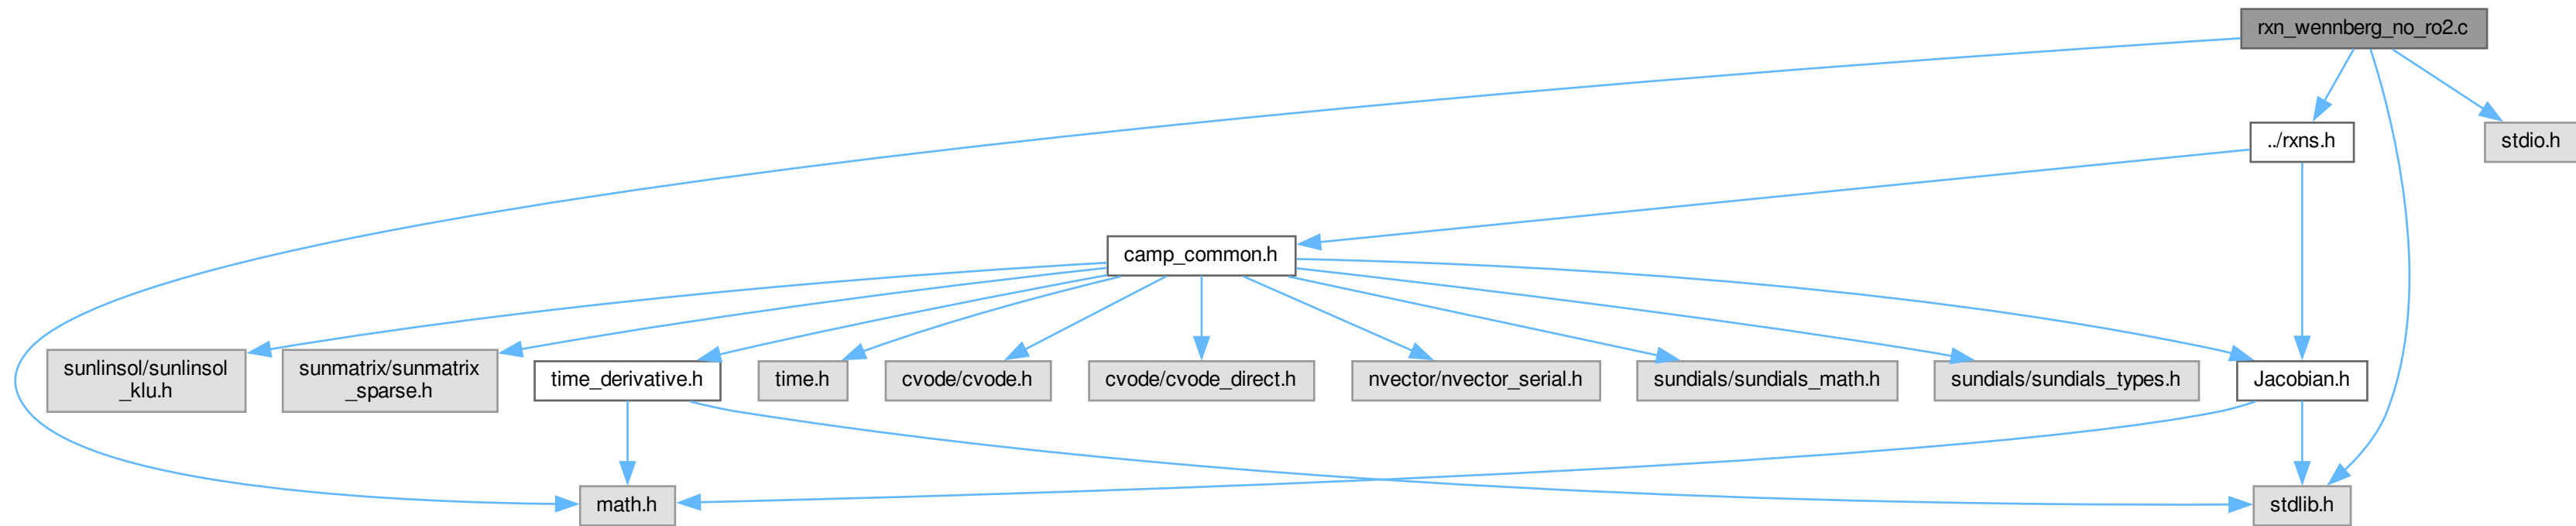 rxn_wennberg_no_ro2.c
../rxns.h
stdio.h
camp_common.h
sunlinsol/sunlinsol
_klu.h
sunmatrix/sunmatrix
_sparse.h
time_derivative.h
time.h
cvode/cvode.h
cvode/cvode_direct.h
nvector/nvector_serial.h
sundials/sundials_math.h
sundials/sundials_types.h
Jacobian.h
math.h
stdlib.h